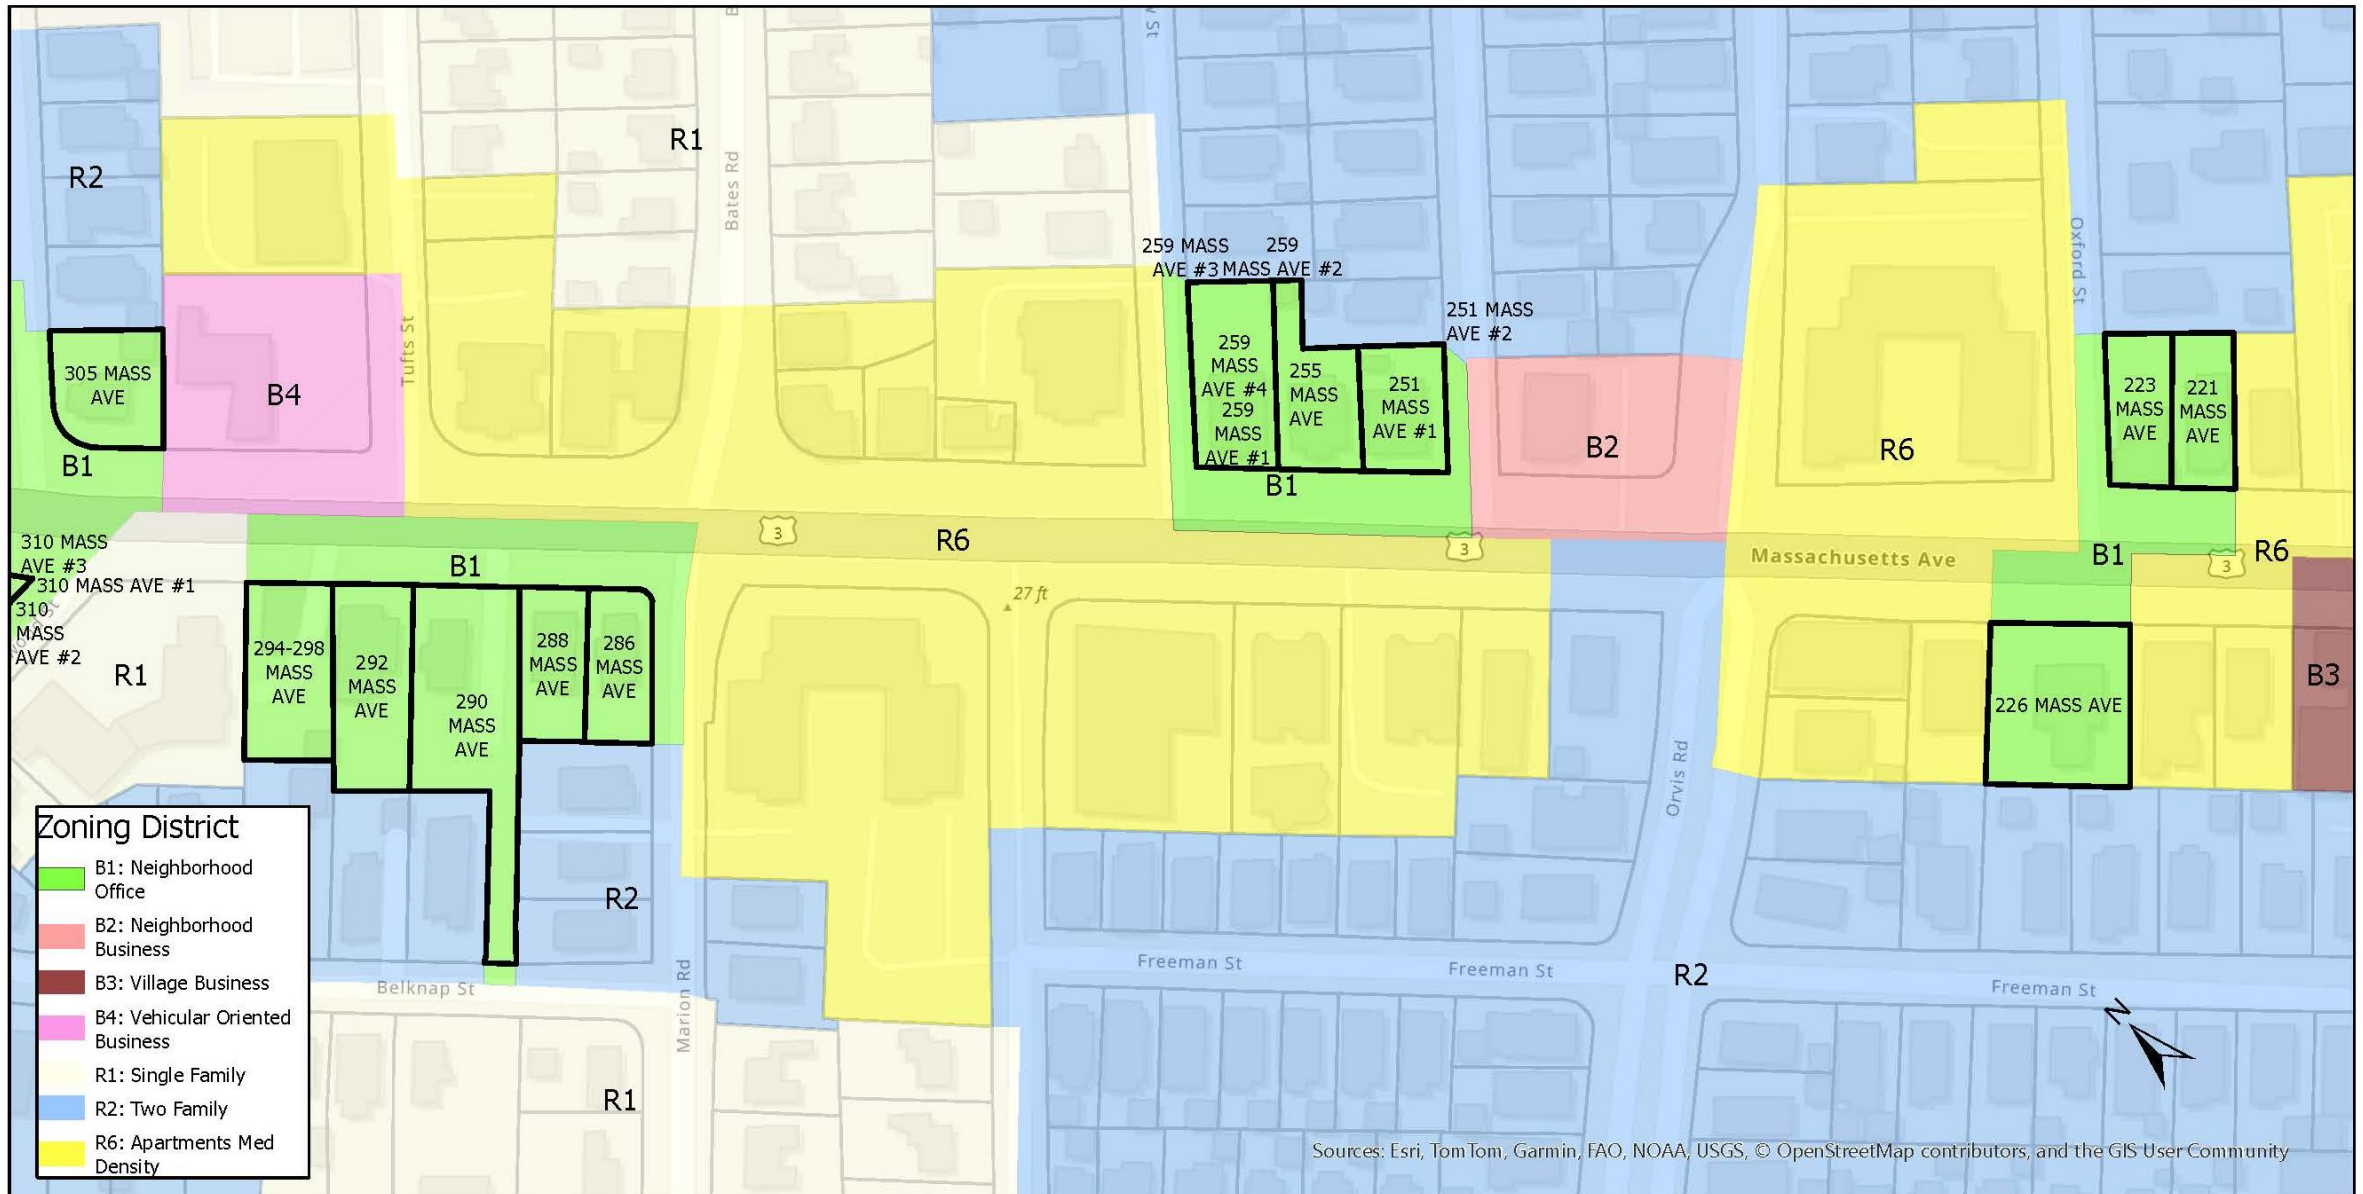 R1
R2
Bates Rd
Oxford St
259 MASS
AVE #3
259
MASS AVE #2
251 MASS
AVE #2
Tufts St
305 MASS
AVE
B4
B1
259
MASS
AVE #4
259
MASS
AVE #1
255
MASS
AVE
251
MASS
AVE #1
B1
B2
R6
223
MASS
AVE
221
MASS
AVE
3
R6
3
Massachusetts Ave
B1
3
R6
310 MASS
AVE #3
310 MASS AVE #1
310
MASS
AVE #2
B1
R1
294-298
MASS
AVE
292
MASS
AVE
290
MASS
AVE
288
MASS
AVE
286
MASS
AVE
27 ft
226 MASS AVE
B3
Orvis Rd
R2
Freeman St
Freeman St
R2
Freeman St
Belknap St
Marion Rd
N
R1
Zoning District
B1: Neighborhood
Office
B2: Neighborhood
Business
B3: Village Business
B4: Vehicular Oriented
Business
R1: Single Family
R2: Two Family
R6: Apartments Med
Density
Sources: Esri, TomTom, Garmin, FAO, NOAA, USGS, © OpenStreetMap contributors, and the GIS User Community